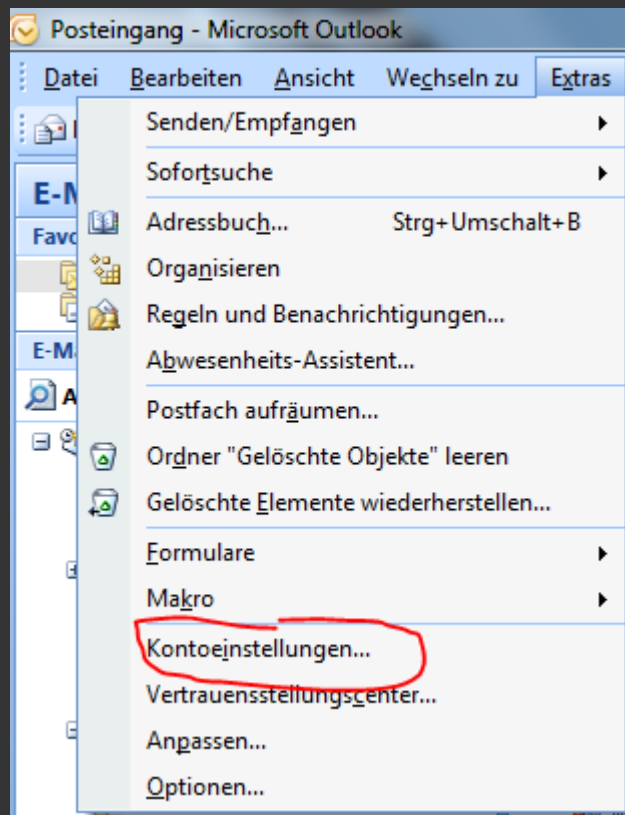 Posteingang - Microsoft Outlook
Datei Bearbeiten Ansicht Wechseln zu Extras
Senden/Empfangen
Sofortsuche
E-M
Adressbuch... Strg+Umschalt+B
Favo
Organisieren
Regeln und Benachrichtigungen...
E-Ma
Abwesenheits-Assistent...
A
Postfach aufräumen...
Ordner "Gelöschte Objekte" leeren
Gelöschte Elemente wiederherstellen...
Formulare
Makro
Kontoeinstellungen...
Vertrauensstellungscenter...
Anpassen...
Optionen...